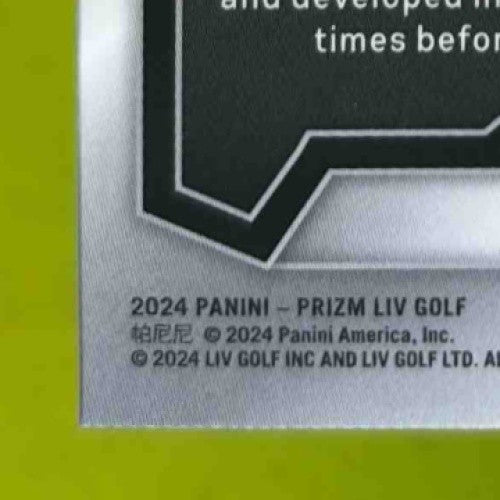 and developed
times befor
2024 PANINI – PRIZM LIV GOLF
帕尼尼 © 2024 Panini America, Inc.
© 2024 LIV GOLF INC AND LIV GOLF LTD. Al